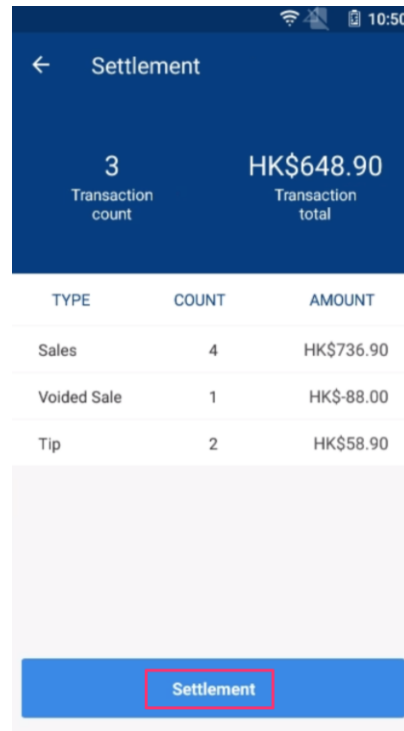 10:50
Settlement
3 HK$648.90
Transaction count Transaction total
TYPE COUNT AMOUNT
Sales 4 HK$736.90
Voided Sale 1 HK$-88.00
Tip 2 HK$58.90
Settlement